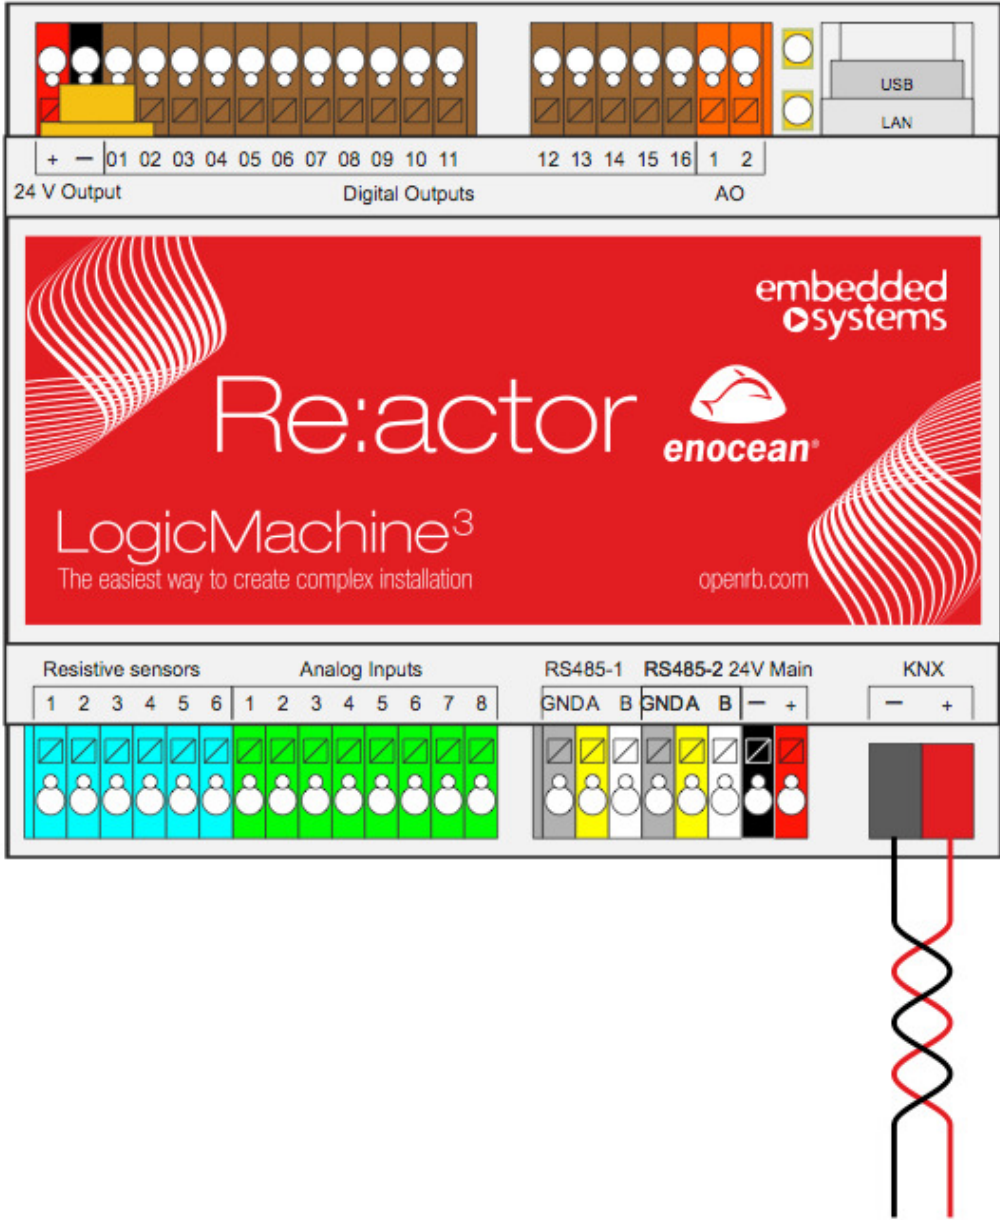 USB
LAN
+ — 01 02 03 04 05 06 07 08 09 10 11 12 13 14 15 16 1 2
24 V Output Digital Outputs AO
embedded
systems
Re:actor
enocean®
LogicMachine³
The easiest way to create complex installation openrb.com
Resistive sensors Analog Inputs RS485-1 RS485-2 24V Main KNX
1 2 3 4 5 6 1 2 3 4 5 6 7 8 GND A B GND A B — + — +